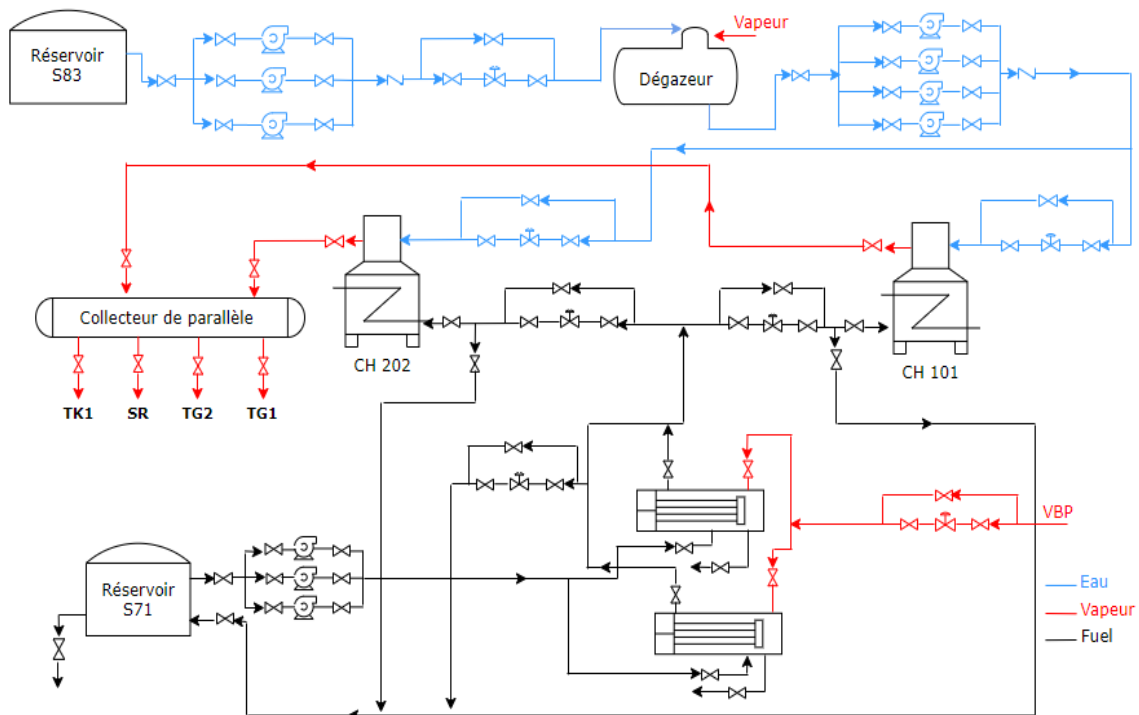 Réservoir
S83
Vapeur
Dégazeur
Collecteur de parallèle
CH 202
CH 101
TK1
SR
TG2
TG1
VBP
Réservoir
S71
Eau
Vapeur
Fuel